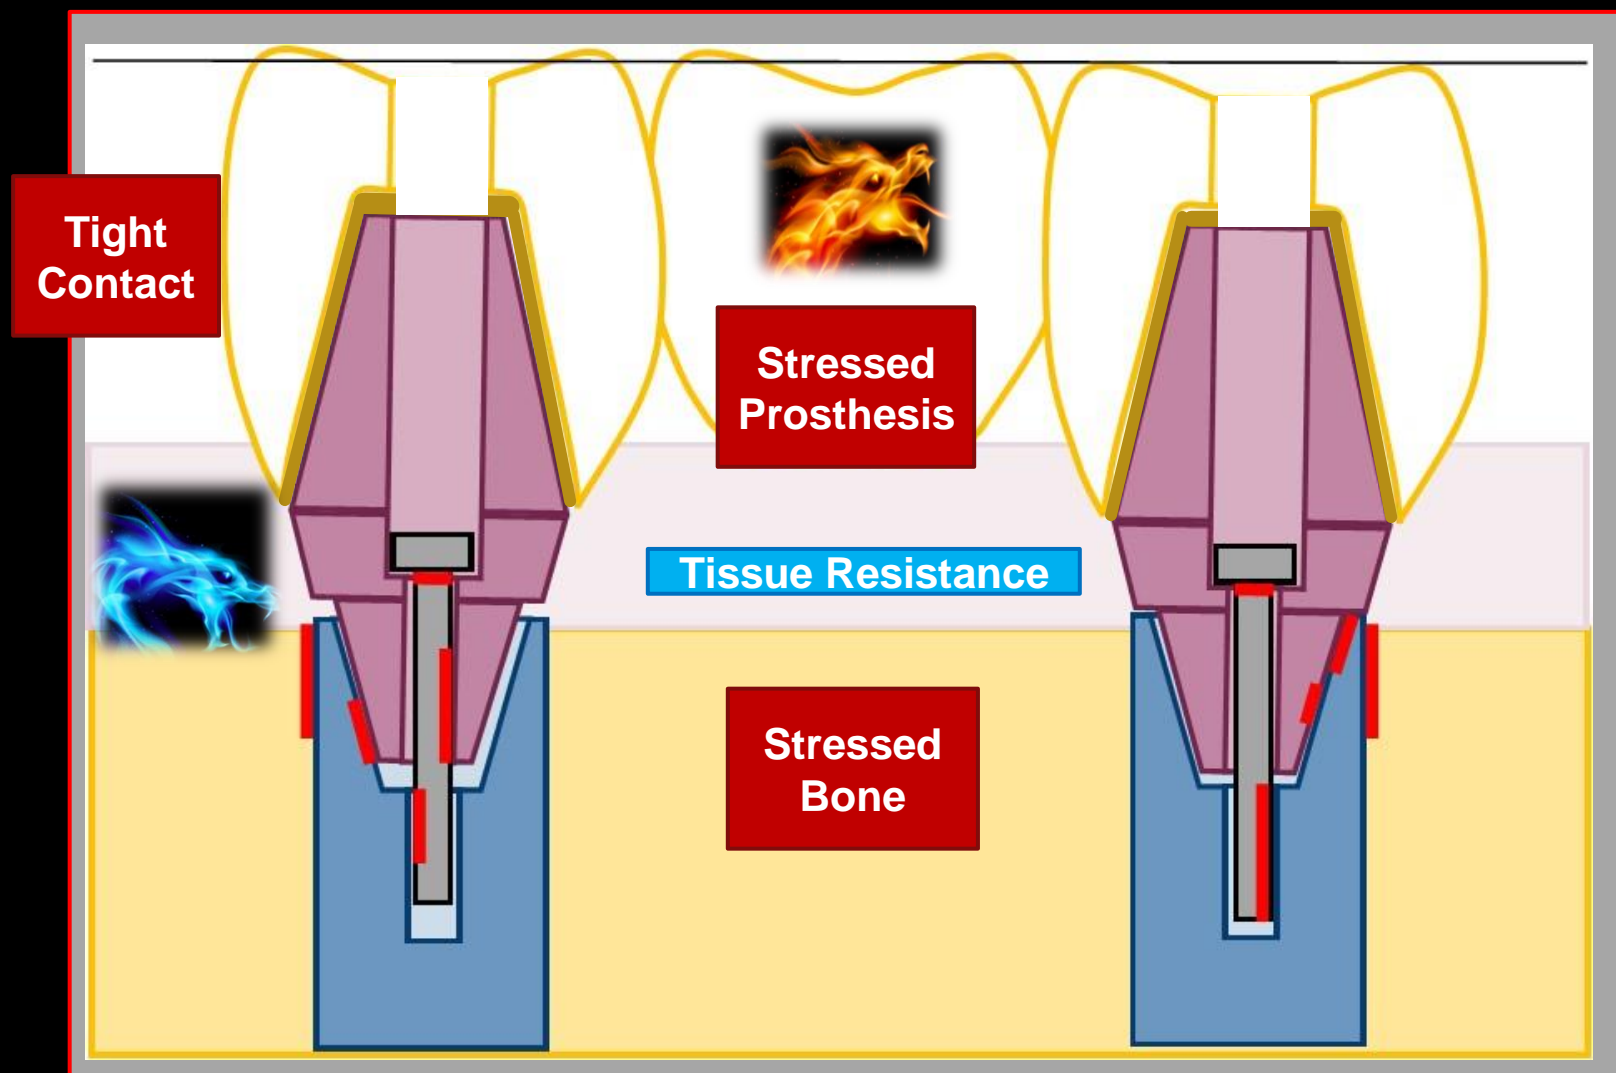 Tight
Contact
Stressed
Prosthesis
Tissue Resistance
Stressed
Bone